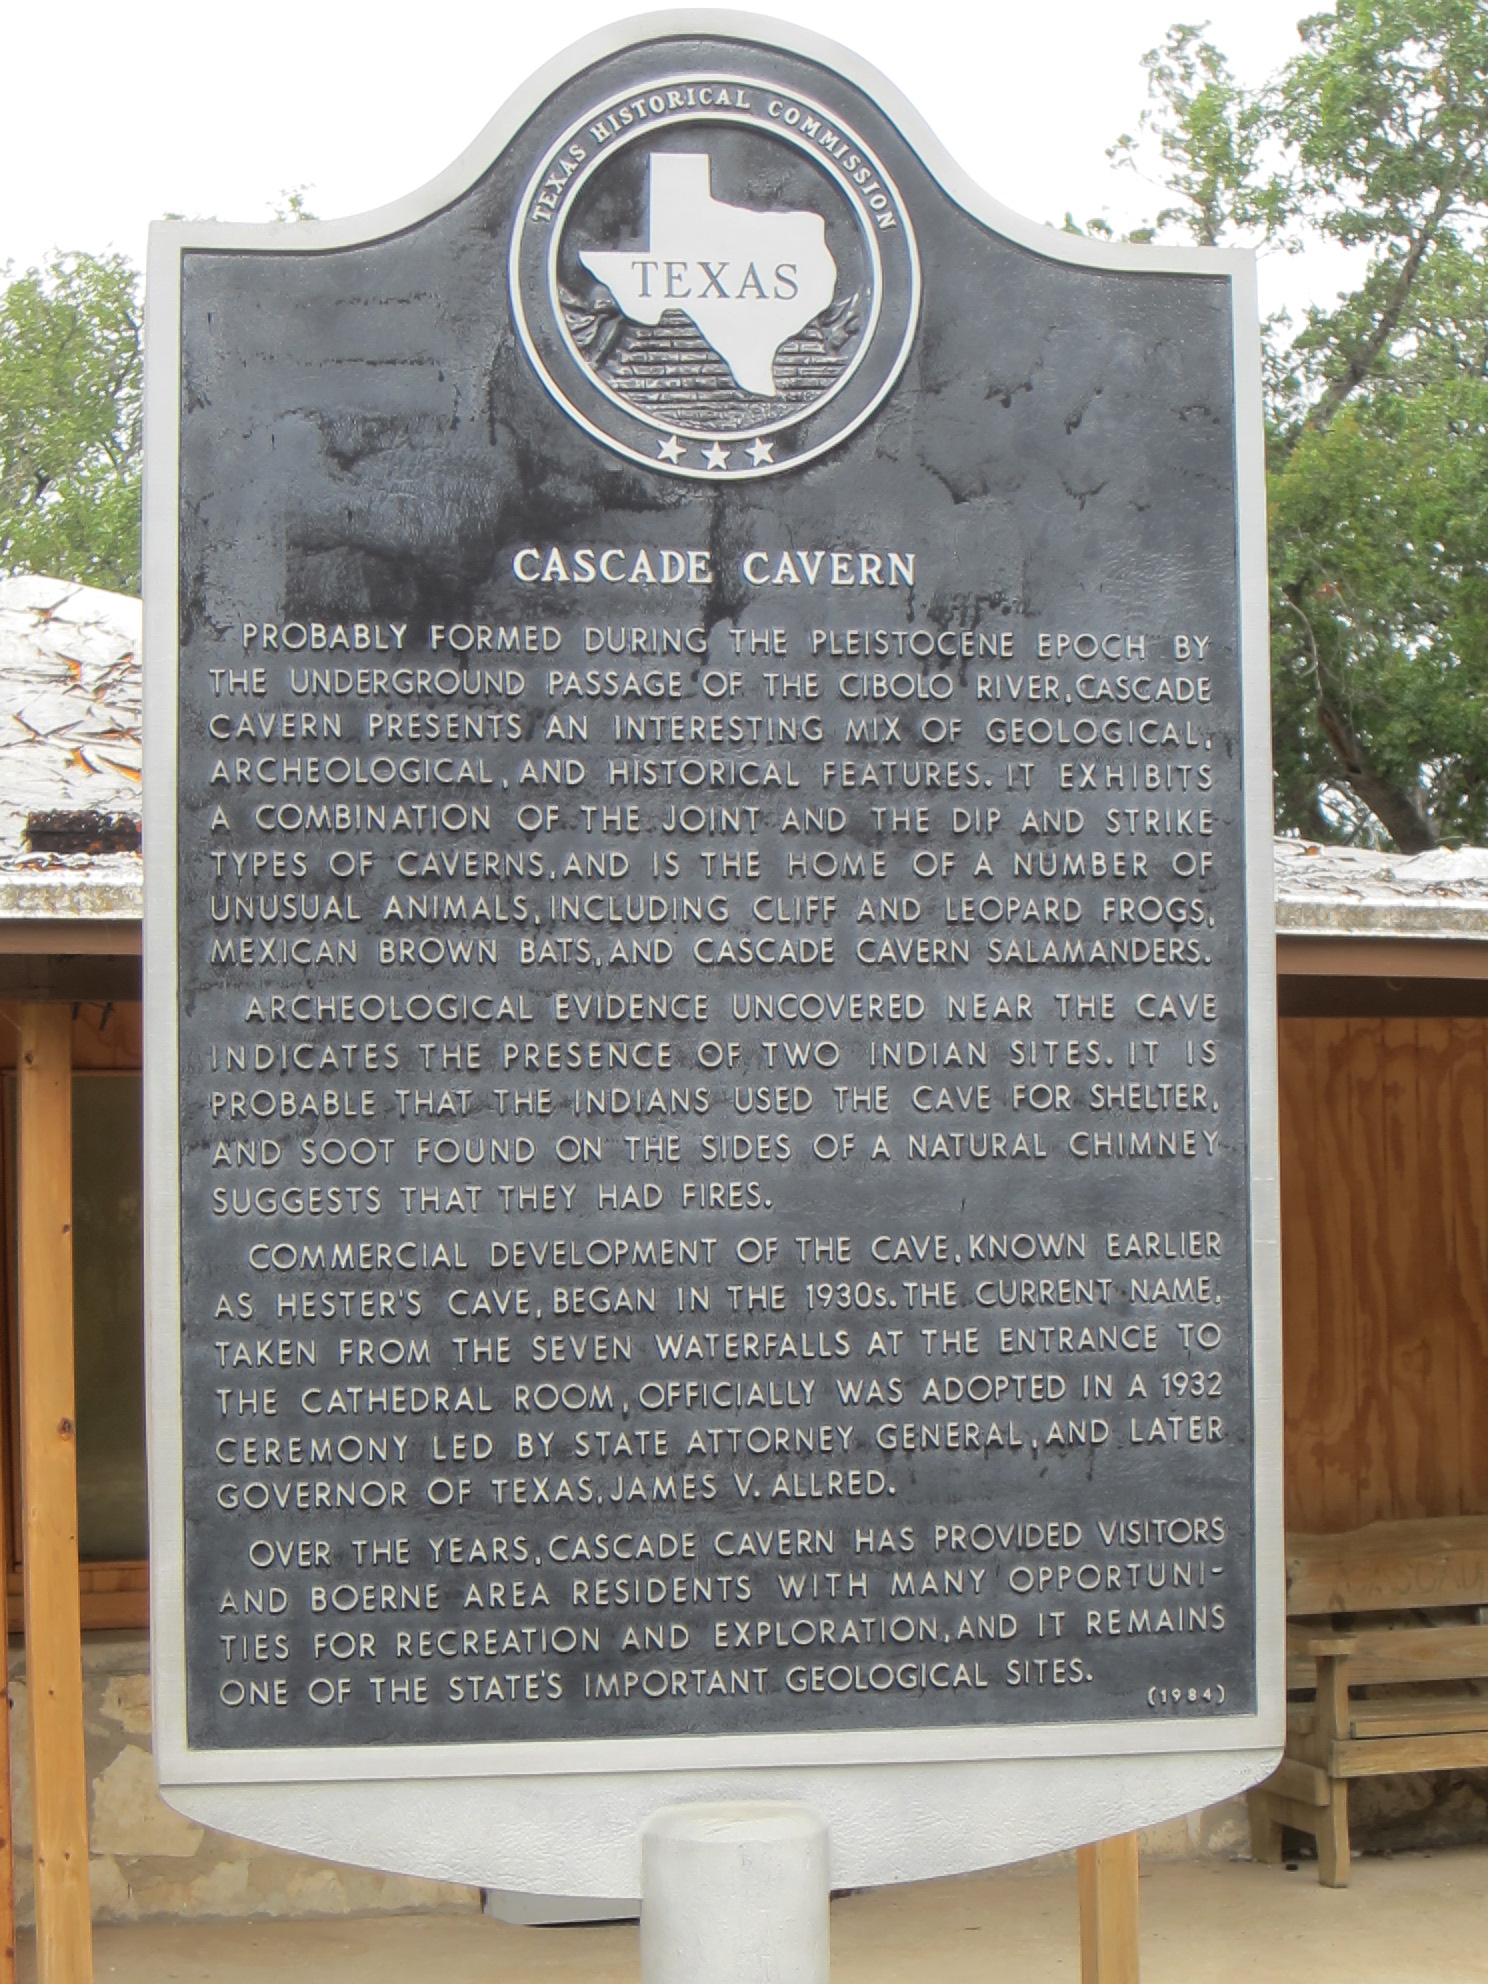 TEXAS HISTORICAL COMMISSION
TEXAS
CASCADE CAVERN
PROBABLY FORMED DURING THE PLEISTOCENE EPOCH BY
THE UNDERGROUND PASSAGE OF THE CIBOLO RIVER, CASCADE
CAVERN PRESENTS AN INTERESTING MIX OF GEOLOGICAL,
ARCHEOLOGICAL, AND HISTORICAL FEATURES. IT EXHIBITS
A COMBINATION OF THE JOINT AND THE DIP AND STRIKE
TYPES OF CAVERNS, AND IS THE HOME OF A NUMBER OF
UNUSUAL ANIMALS, INCLUDING CLIFF AND LEOPARD FROGS,
MEXICAN BROWN BATS, AND CASCADE CAVERN SALAMANDERS.
ARCHEOLOGICAL EVIDENCE UNCOVERED NEAR THE CAVE
INDICATES THE PRESENCE OF TWO INDIAN SITES. IT IS
PROBABLE THAT THE INDIANS USED THE CAVE FOR SHELTER,
AND SOOT FOUND ON THE SIDES OF A NATURAL CHIMNEY
SUGGESTS THAT THEY HAD FIRES.
COMMERCIAL DEVELOPMENT OF THE CAVE, KNOWN EARLIER
AS HESTER'S CAVE, BEGAN IN THE 1930s. THE CURRENT NAME,
TAKEN FROM THE SEVEN WATERFALLS AT THE ENTRANCE TO
THE CATHEDRAL ROOM, OFFICIALLY WAS ADOPTED IN A 1932
CEREMONY LED BY STATE ATTORNEY GENERAL, AND LATER
GOVERNOR OF TEXAS, JAMES V. ALLRED.
OVER THE YEARS, CASCADE CAVERN HAS PROVIDED VISITORS
AND BOERNE AREA RESIDENTS WITH MANY OPPORTUNI-
TIES FOR RECREATION AND EXPLORATION, AND IT REMAINS
ONE OF THE STATE'S IMPORTANT GEOLOGICAL SITES.
(1984)